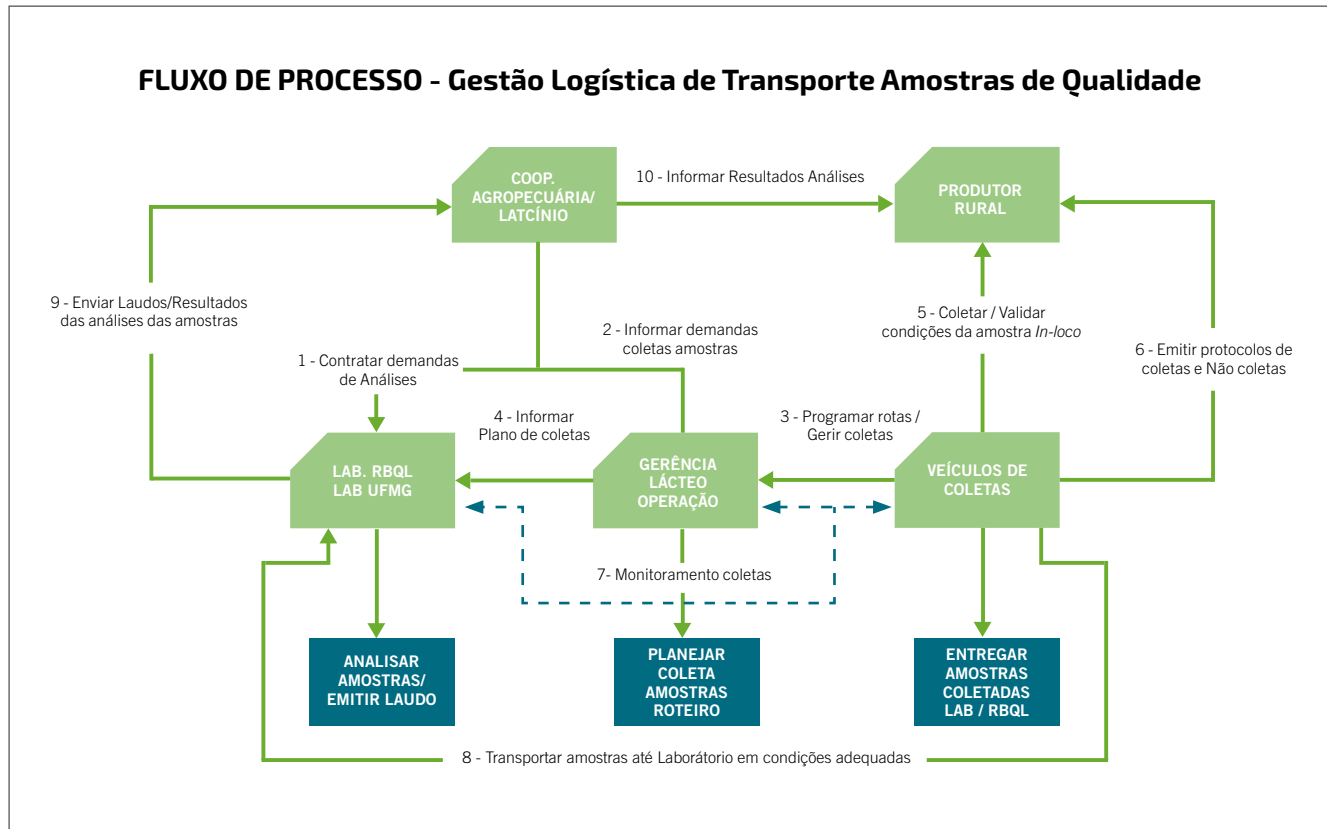 FLUXO DE PROCESSO - Gestão Logística de Transporte Amostras de Qualidade
COOP.
AGROPECUÁRIA/
LATCÍNIO
10 - Informar Resultados Análises
PRODUTOR
RURAL
9 - Enviar Laudos/Resultados
das análises das amostras
1 - Contratar demandas
de Análises
2 - Informar demandas
coletas amostras
5 - Coletar / Validar
condições da amostra In-loco
6 - Emitir protocolos de
coletas e Não coletas
4 - Informar
Plano de coletas
3 - Programar rotas /
Gerir coletas
LAB. RBQL
LAB UFMG
GERÊNCIA
LÁCTEO
OPERAÇÃO
VEÍCULOS DE
COLETAS
7- Monitoramento coletas
ANALISAR
AMOSTRAS/
EMITIR LAUDO
PLANEJAR
COLETA
AMOSTRAS
ROTEIRO
ENTREGAR
AMOSTRAS
COLETADAS
LAB / RBQL
8 - Transportar amostras até Laborátorio em condições adequadas